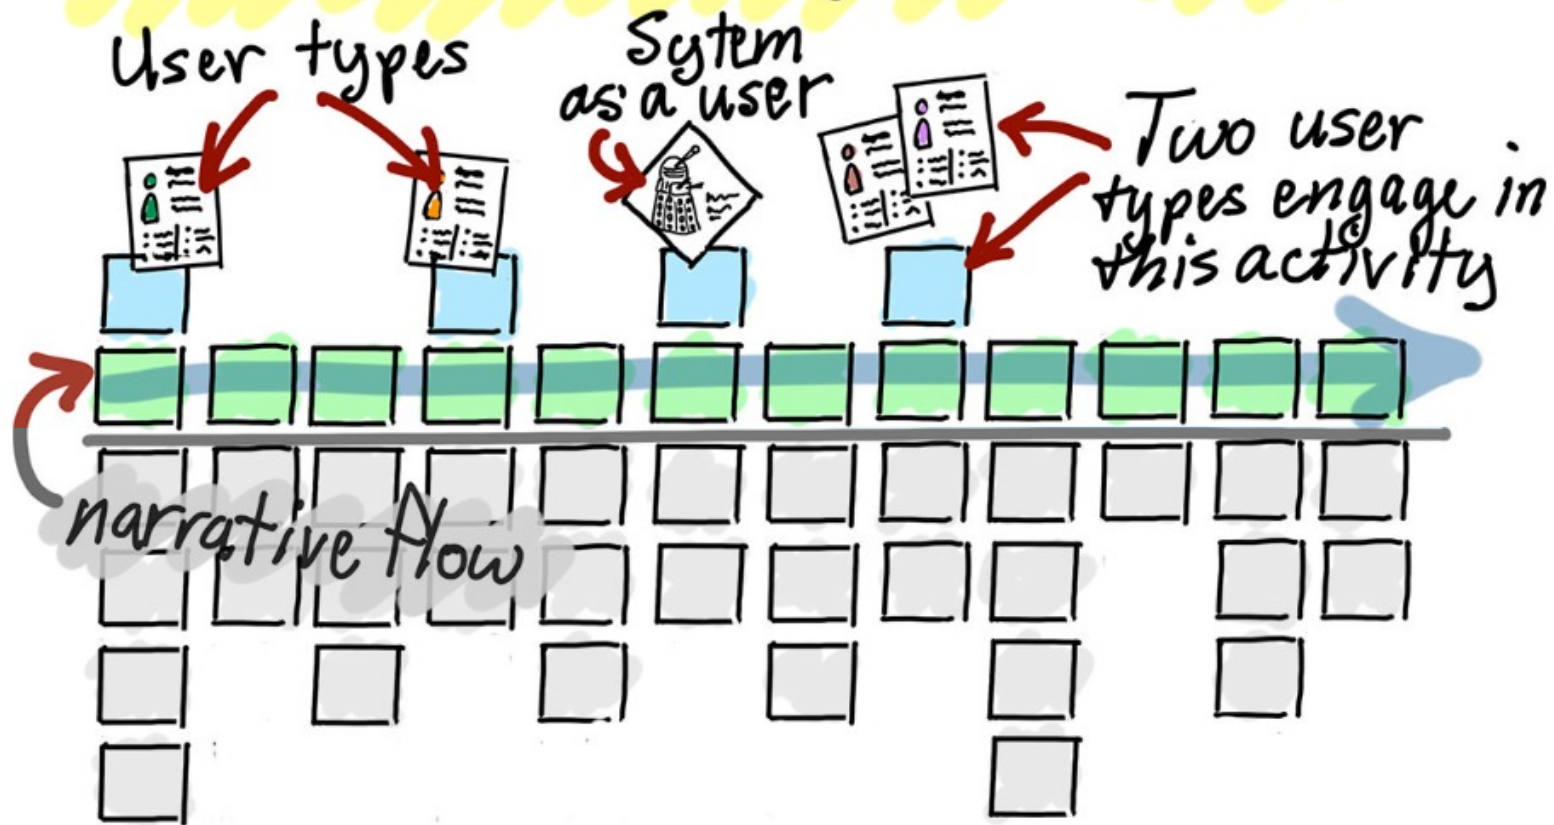 User types
Sytem
as a user
Two user
types engage in
this activity
narrative flow